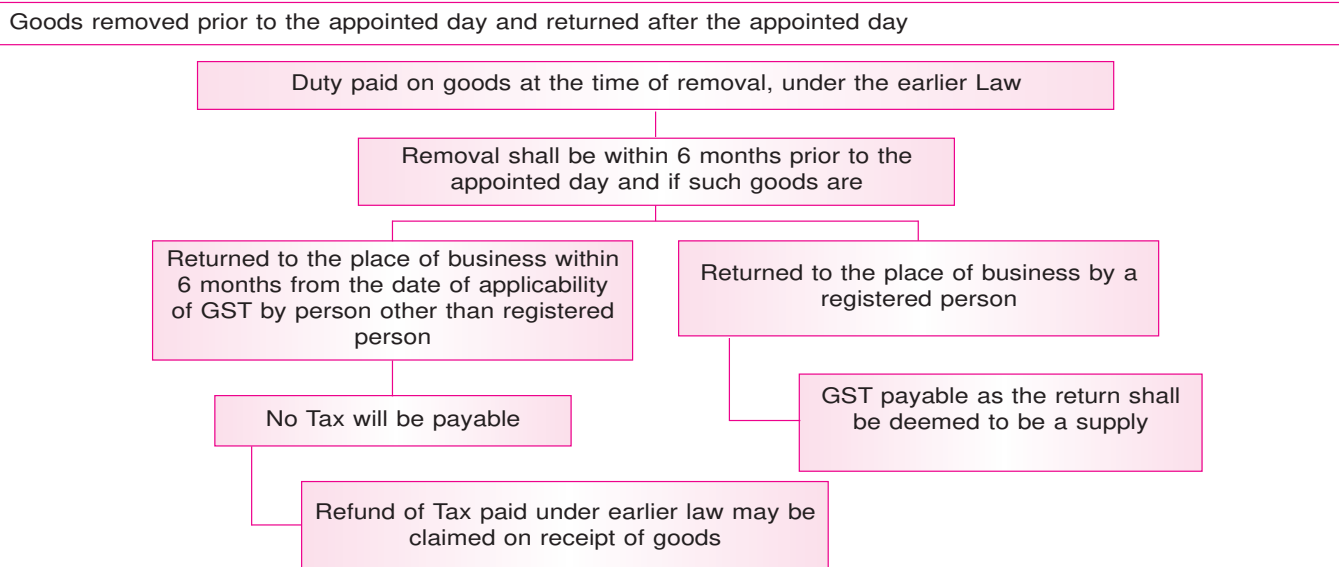 Goods removed prior to the appointed day and returned after the appointed day
Duty paid on goods at the time of removal, under the earlier Law
Removal shall be within 6 months prior to the
appointed day and if such goods are
Returned to the place of business within
6 months from the date of applicability
of GST by person other than registered
person
No Tax will be payable
Refund of Tax paid under earlier law may be
claimed on receipt of goods
Returned to the place of business by a
registered person
GST payable as the return shall
be deemed to be a supply